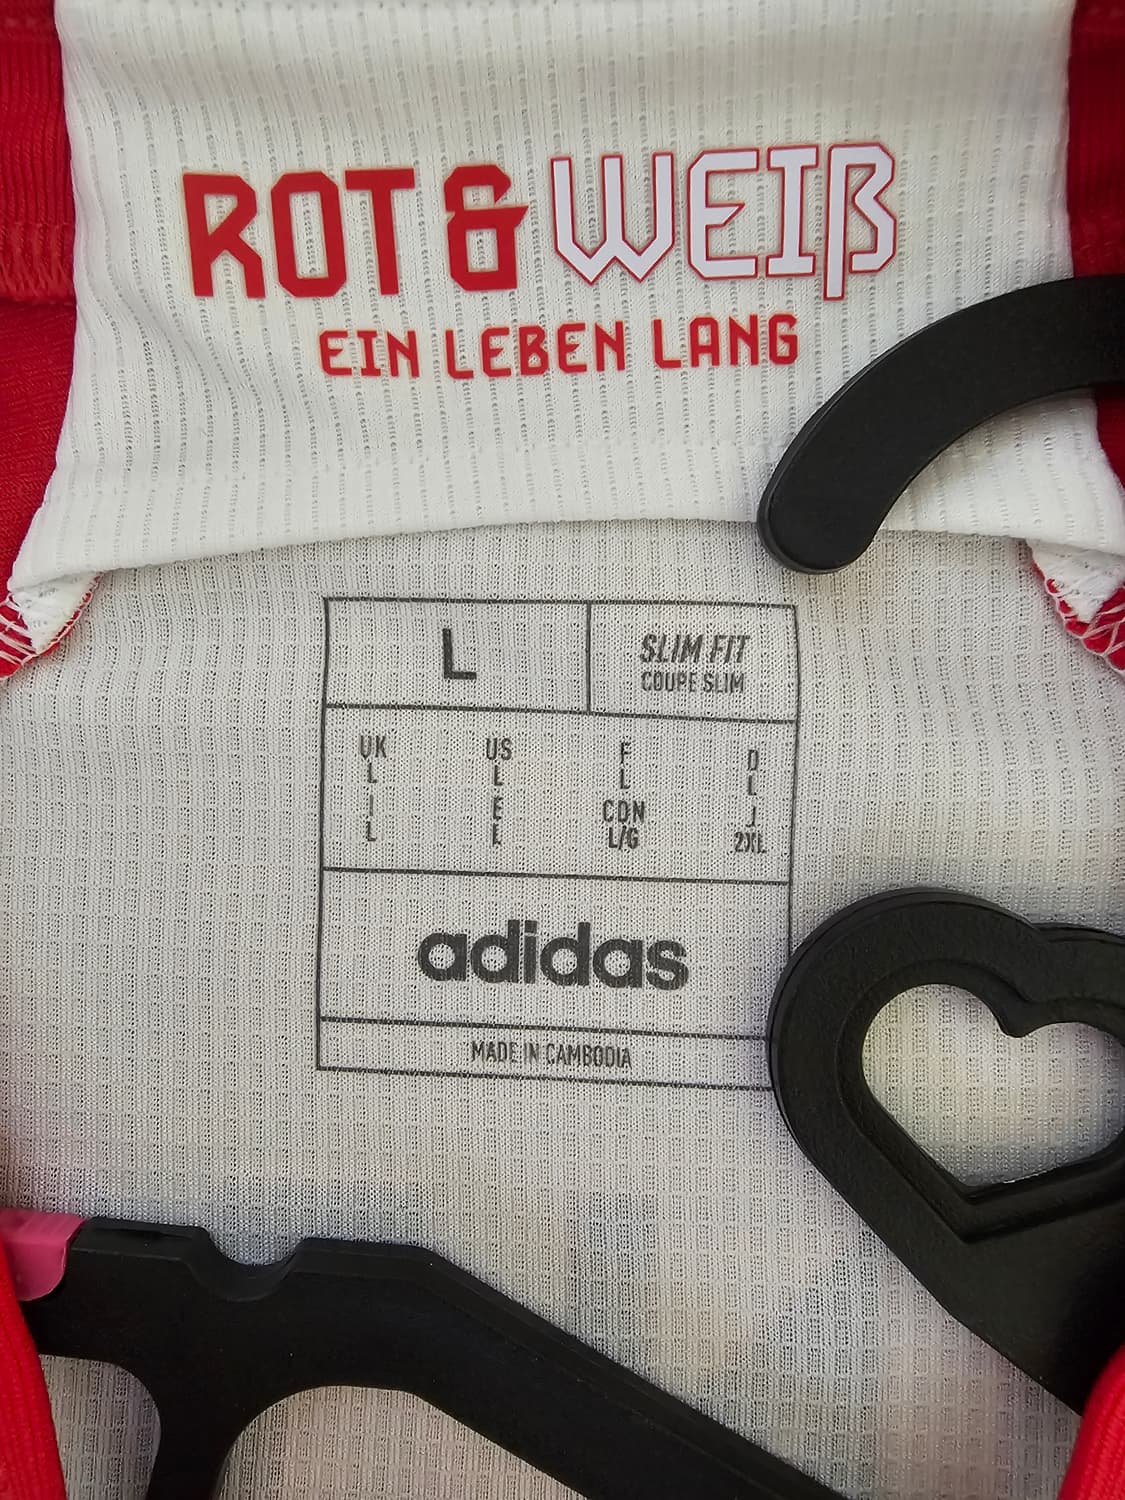 ROT & WEIẞ
EIN LEBEN LANG
L
SLIM FIT
COUPE SLIM
UK US F D
L L L L
I E CDN J
L L L/G 2XL
adidas
MADE IN CAMBODIA